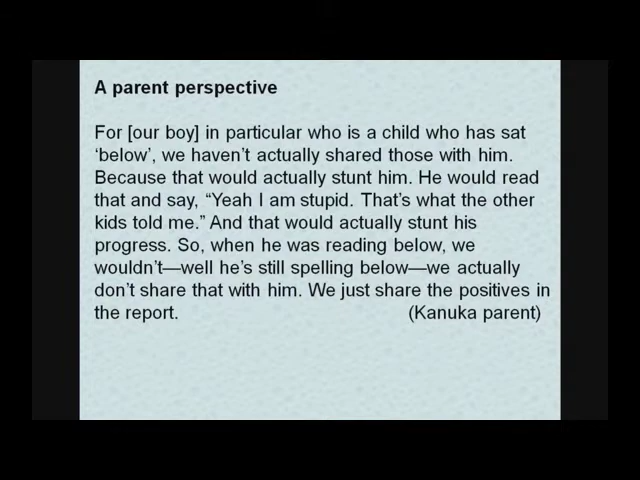 A parent perspective
For [our boy] in particular who is a child who has sat
‘below’, we haven’t actually shared those with him.
Because that would actually stunt him. He would read
that and say, “Yeah I am stupid. That’s what the other
kids told me.” And that would actually stunt his
progress. So, when he was reading below, we
wouldn’t—well he’s still spelling below—we actually
don’t share that with him. We just share the positives in
the report. (Kanuka parent)